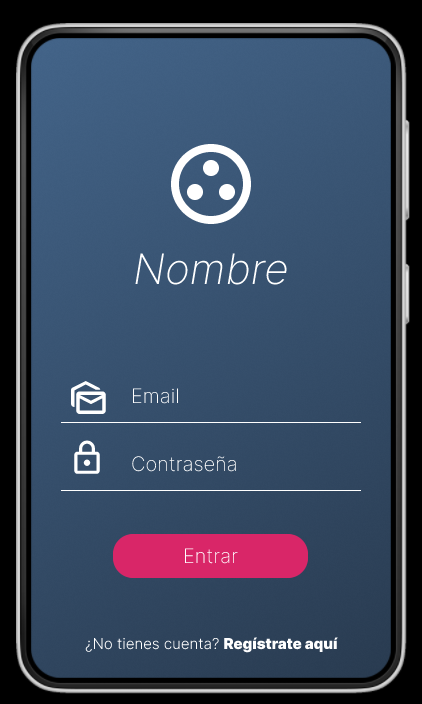 Nombre
Email
Contraseña
Entrar
¿No tienes cuenta? Regístrate aquí